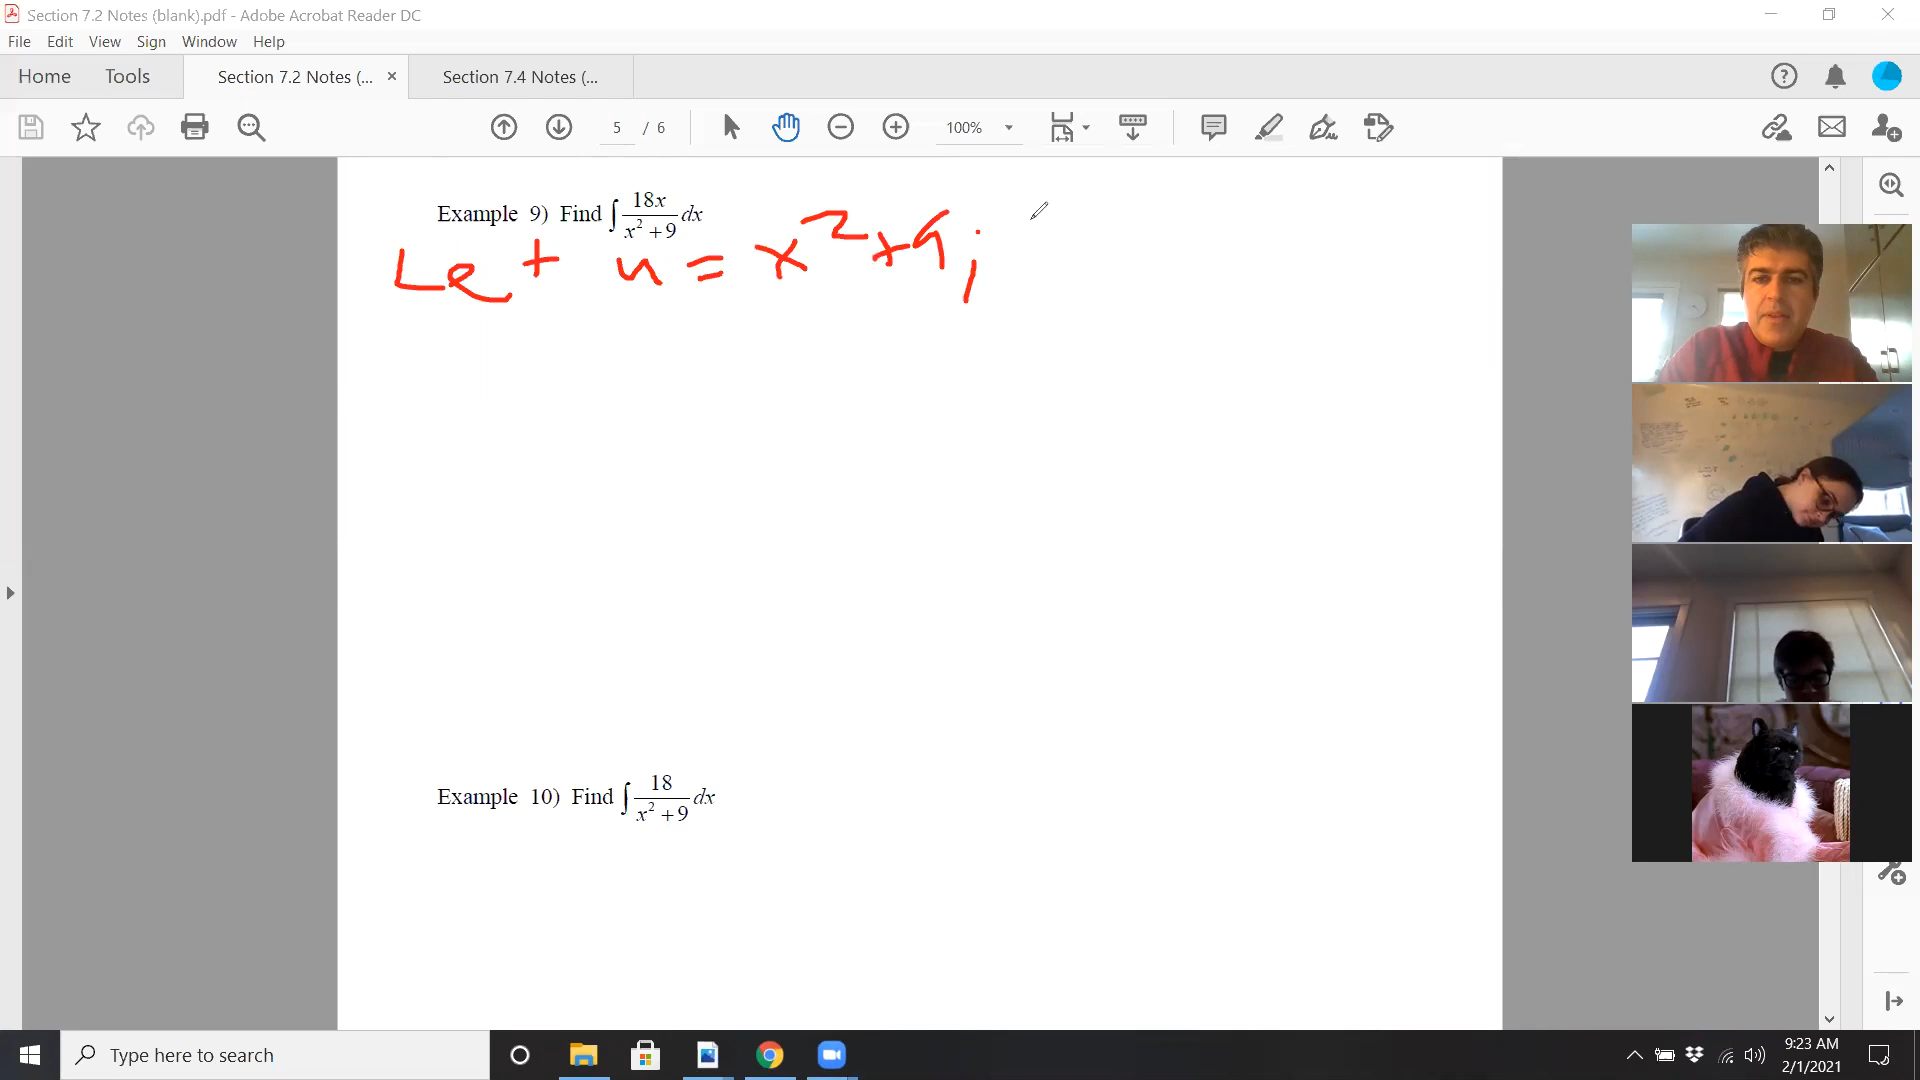 Section 7.2 Notes (blank).pdf - Adobe Acrobat Reader DC
File Edit View Sign Window Help
Home Tools Section 7.2 Notes (... × Section 7.4 Notes (...
5 / 6 100%
Example 9) Find ∫ 18x / (x² + 9) dx
Let u = x² + 9 ;
Example 10) Find ∫ 18 / (x² + 9) dx
Type here to search
9:23 AM
2/1/2021